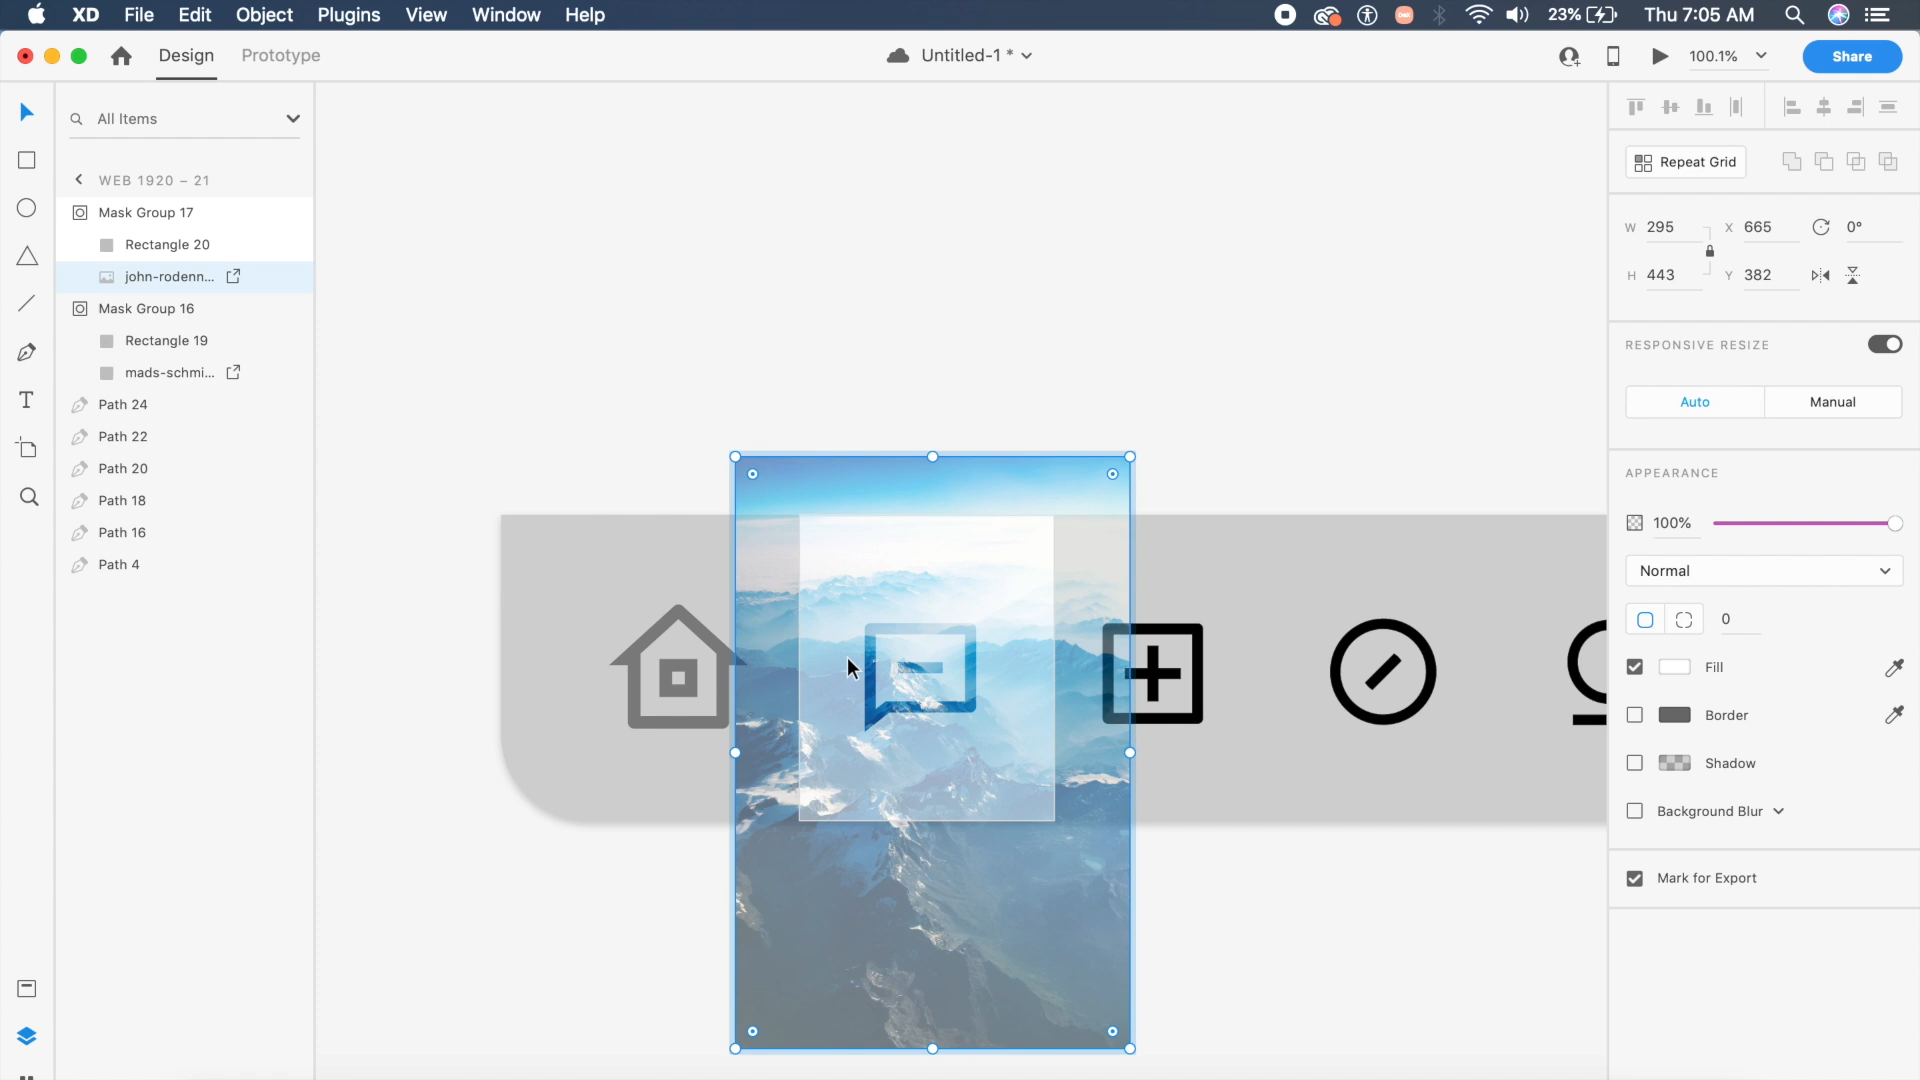 XD File Edit Object Plugins View Window Help 23% Thu 7:05 AM
Design Prototype Untitled-1 * 100.1% Share
All Items
WEB 1920 – 21
Mask Group 17
Rectangle 20
john-rodenn...
Mask Group 16
Rectangle 19
mads-schmi...
Path 24
Path 22
Path 20
Path 18
Path 16
Path 4
Repeat Grid
W 295 X 665 0°
H 443 Y 382
RESPONSIVE RESIZE
Auto Manual
APPEARANCE
100%
Normal
0
Fill
Border
Shadow
Background Blur
Mark for Export